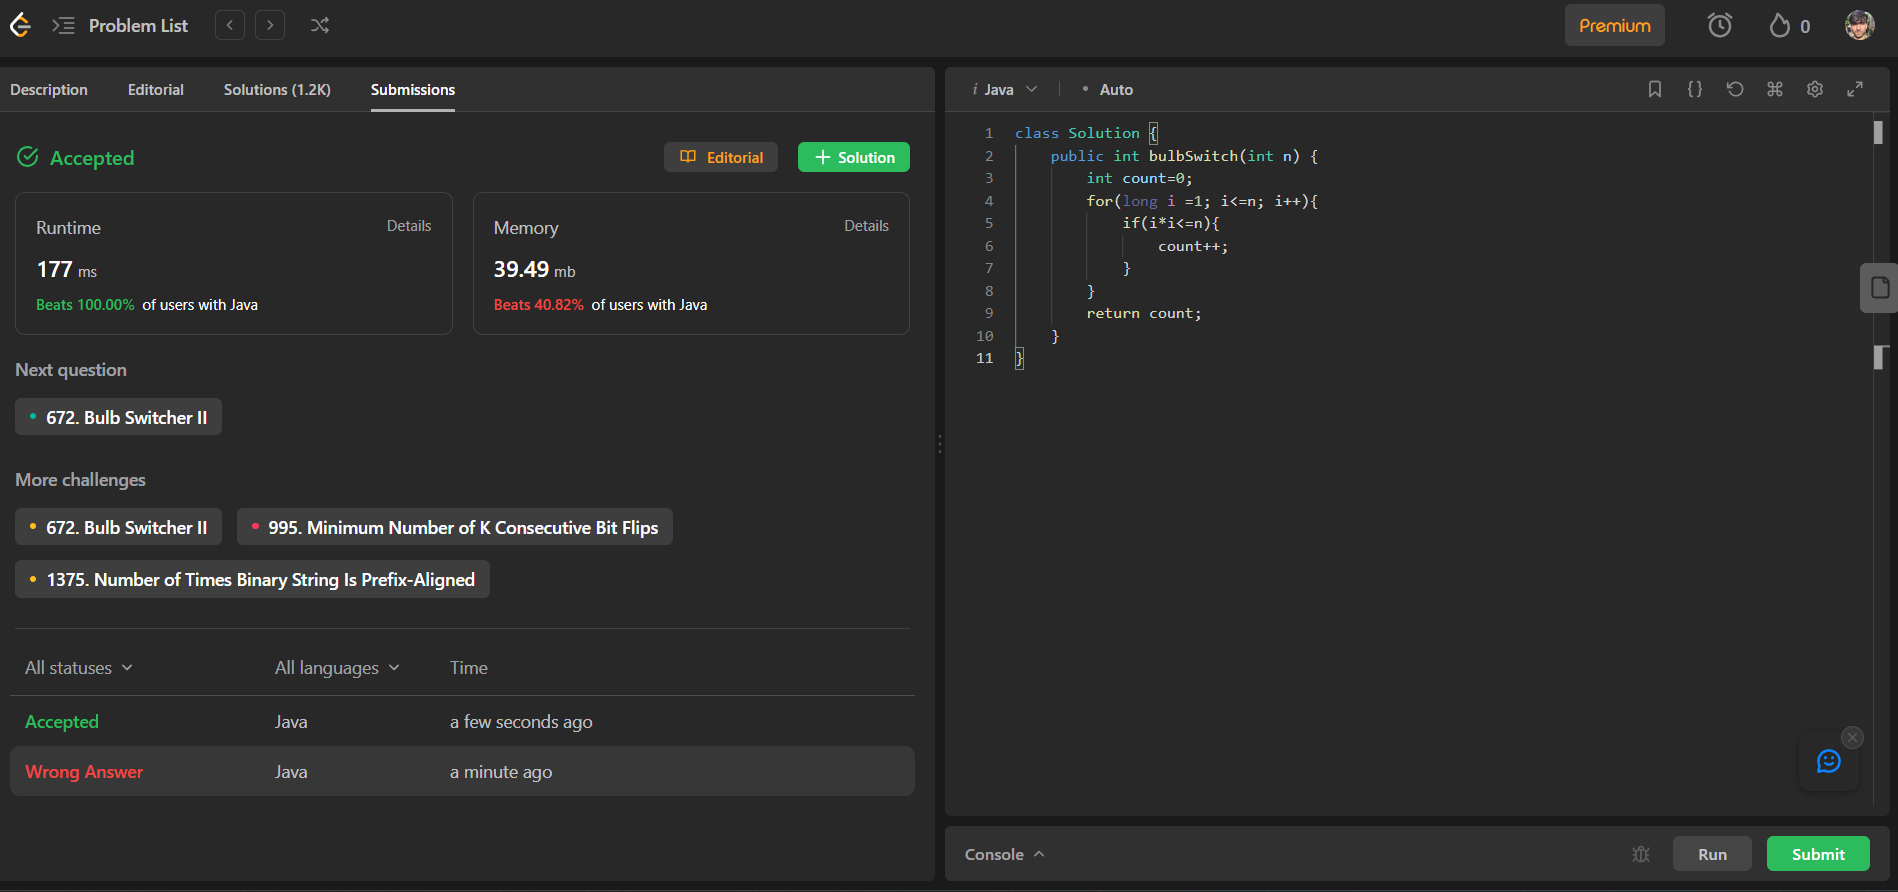 Problem List
Premium
0
Description Editorial Solutions (1.2K) Submissions
Accepted
Editorial
Solution
Runtime
Details
177 ms
Beats 100.00% of users with Java
Memory
Details
39.49 mb
Beats 40.82% of users with Java
Next question
672. Bulb Switcher II
More challenges
672. Bulb Switcher II
995. Minimum Number of K Consecutive Bit Flips
1375. Number of Times Binary String Is Prefix-Aligned
All statuses All languages Time
Accepted Java a few seconds ago
Wrong Answer Java a minute ago
i Java • Auto
1 class Solution {
2 public int bulbSwitch(int n) {
3 int count=0;
4 for(long i =1; i<=n; i++){
5 if(i*i<=n){
6 count++;
7 }
8 }
9 return count;
10 }
11 }
Console
Run
Submit